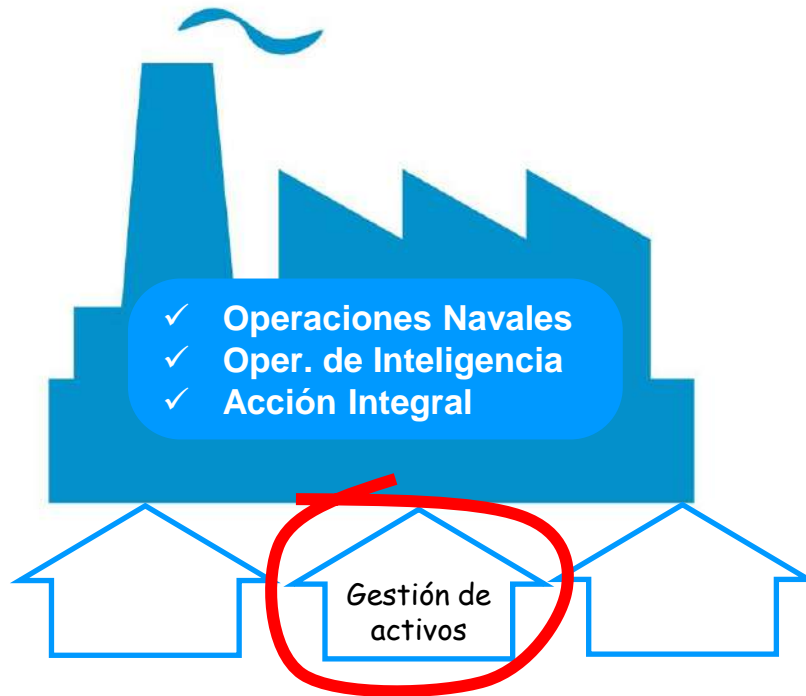 ✓ Operaciones Navales
✓ Oper. de Inteligencia
✓ Acción Integral
Gestión de
activos